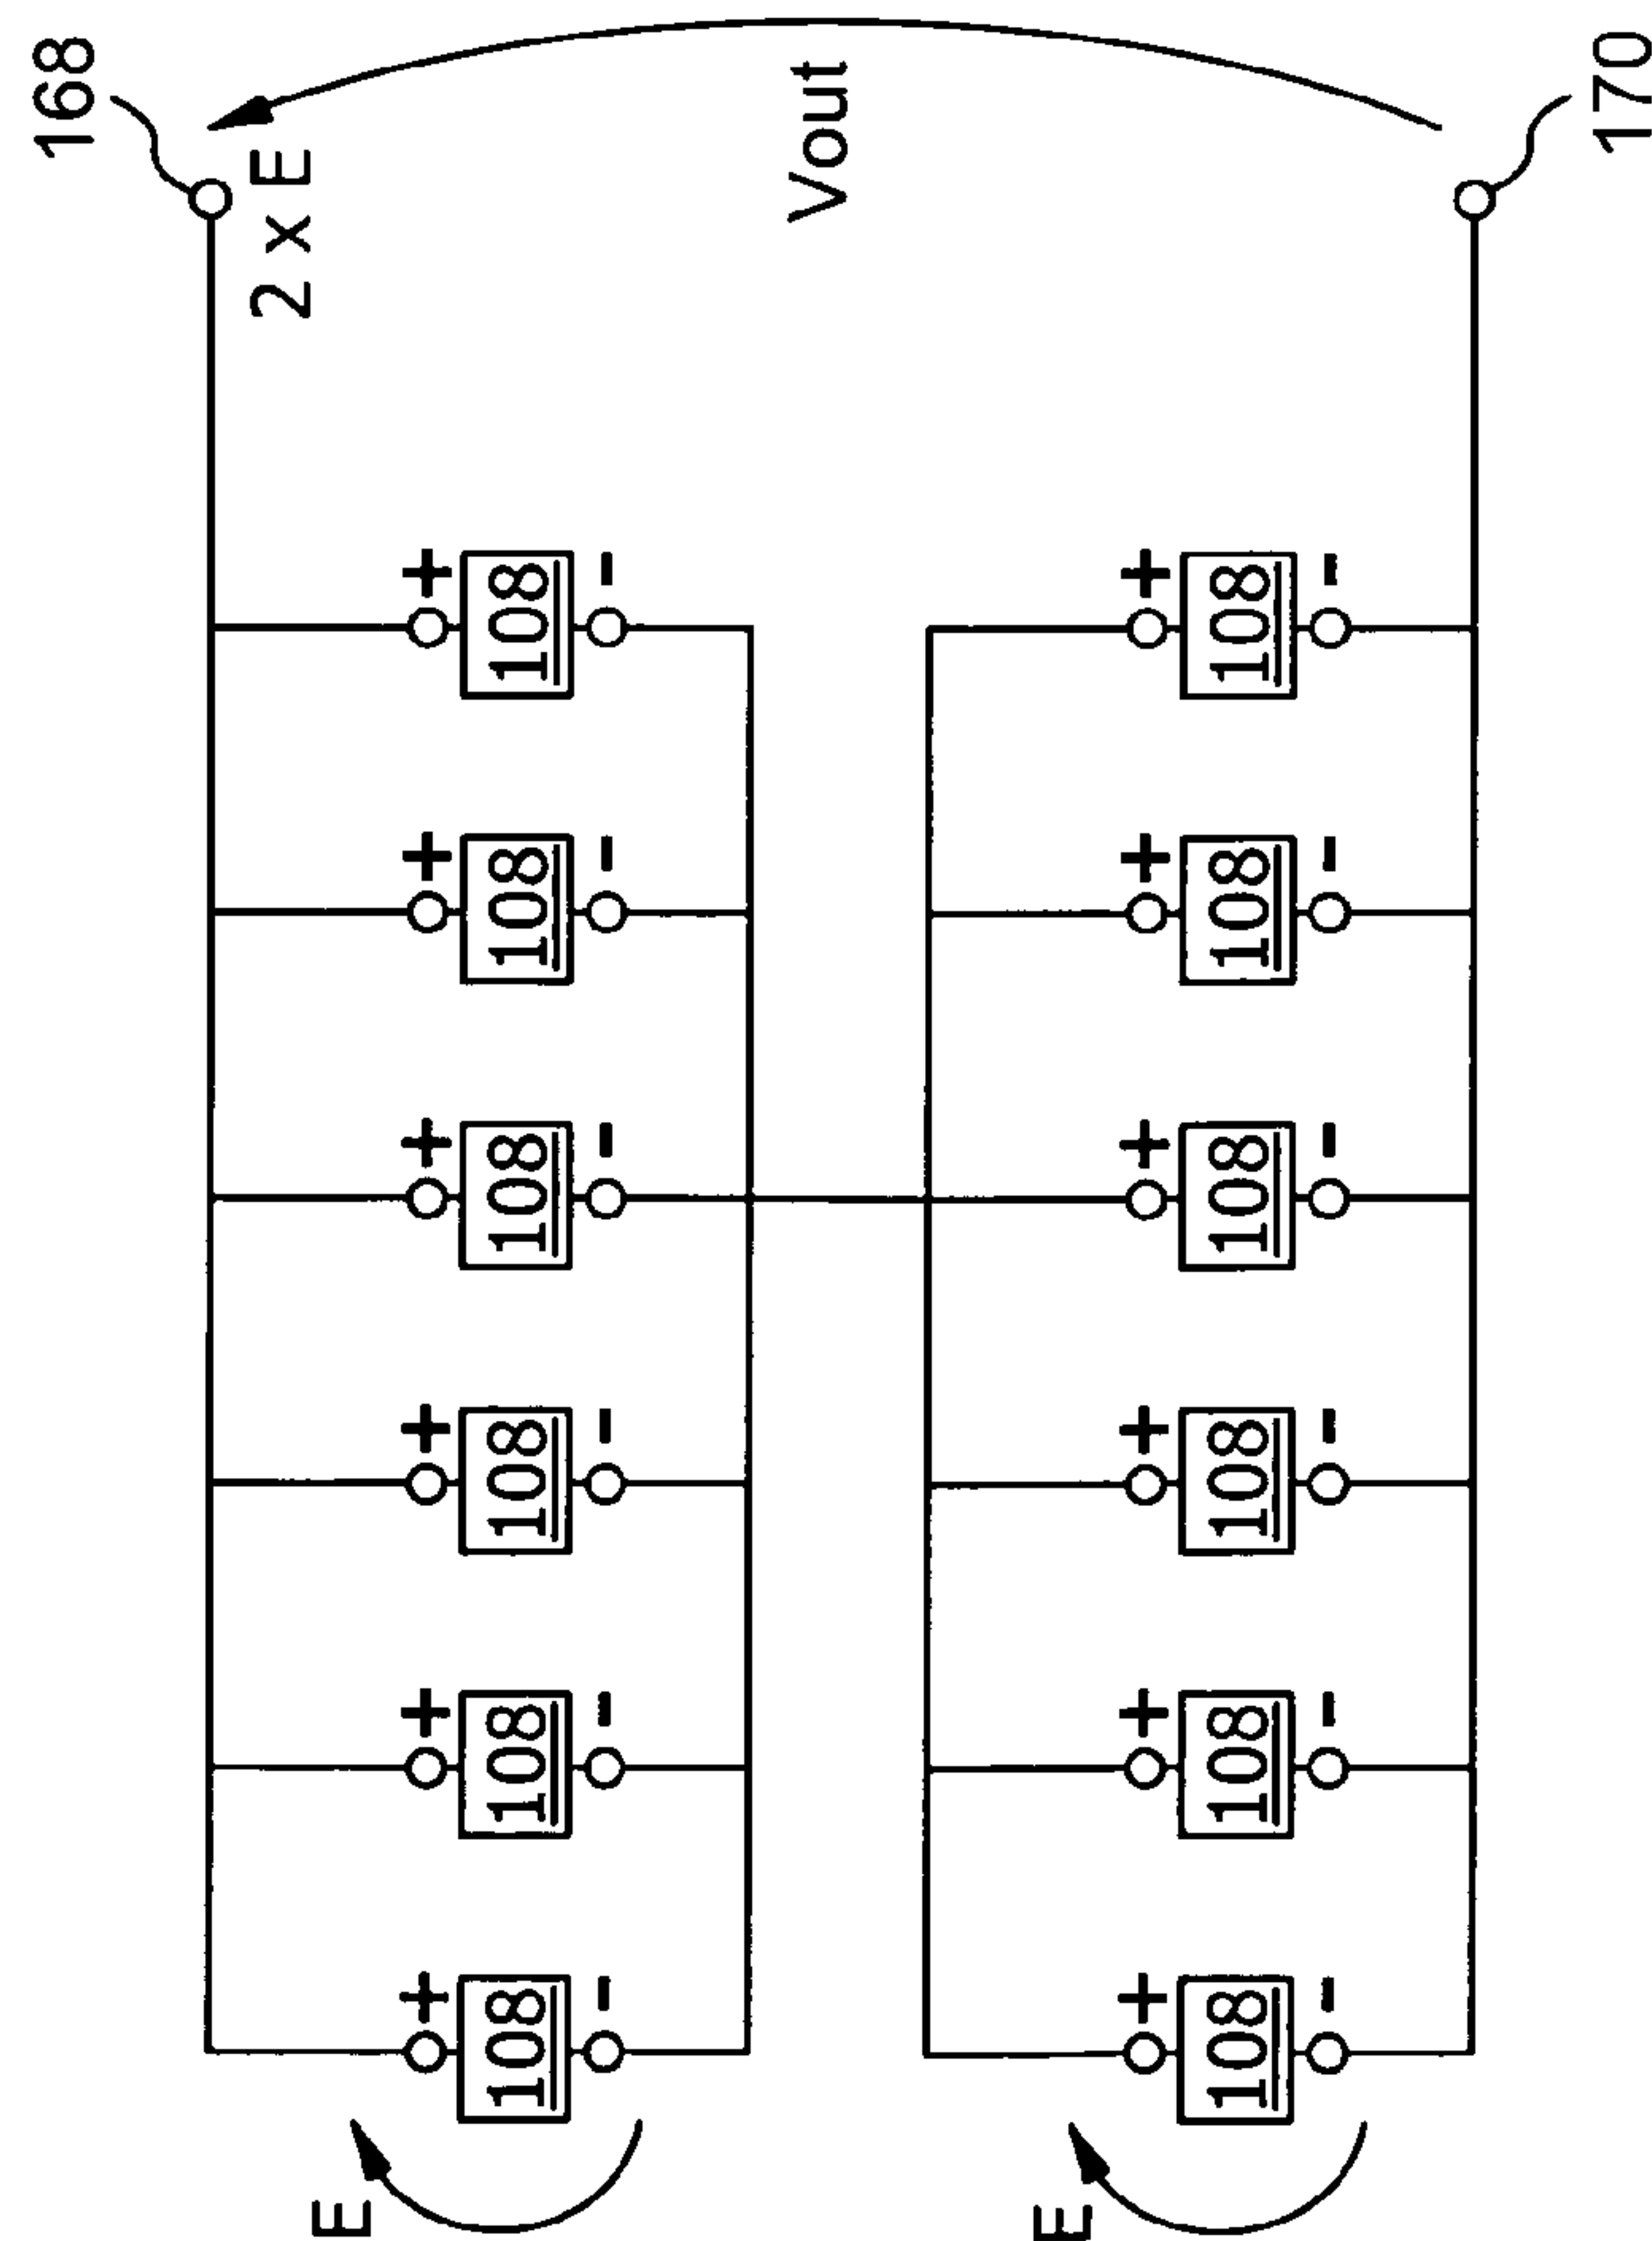 168
2 x E
E
+ + + + + +
108 108 108 108 108 108
- - - - - -
Vout
E
+ + + + + +
108 108 108 108 108 108
- - - - - -
170